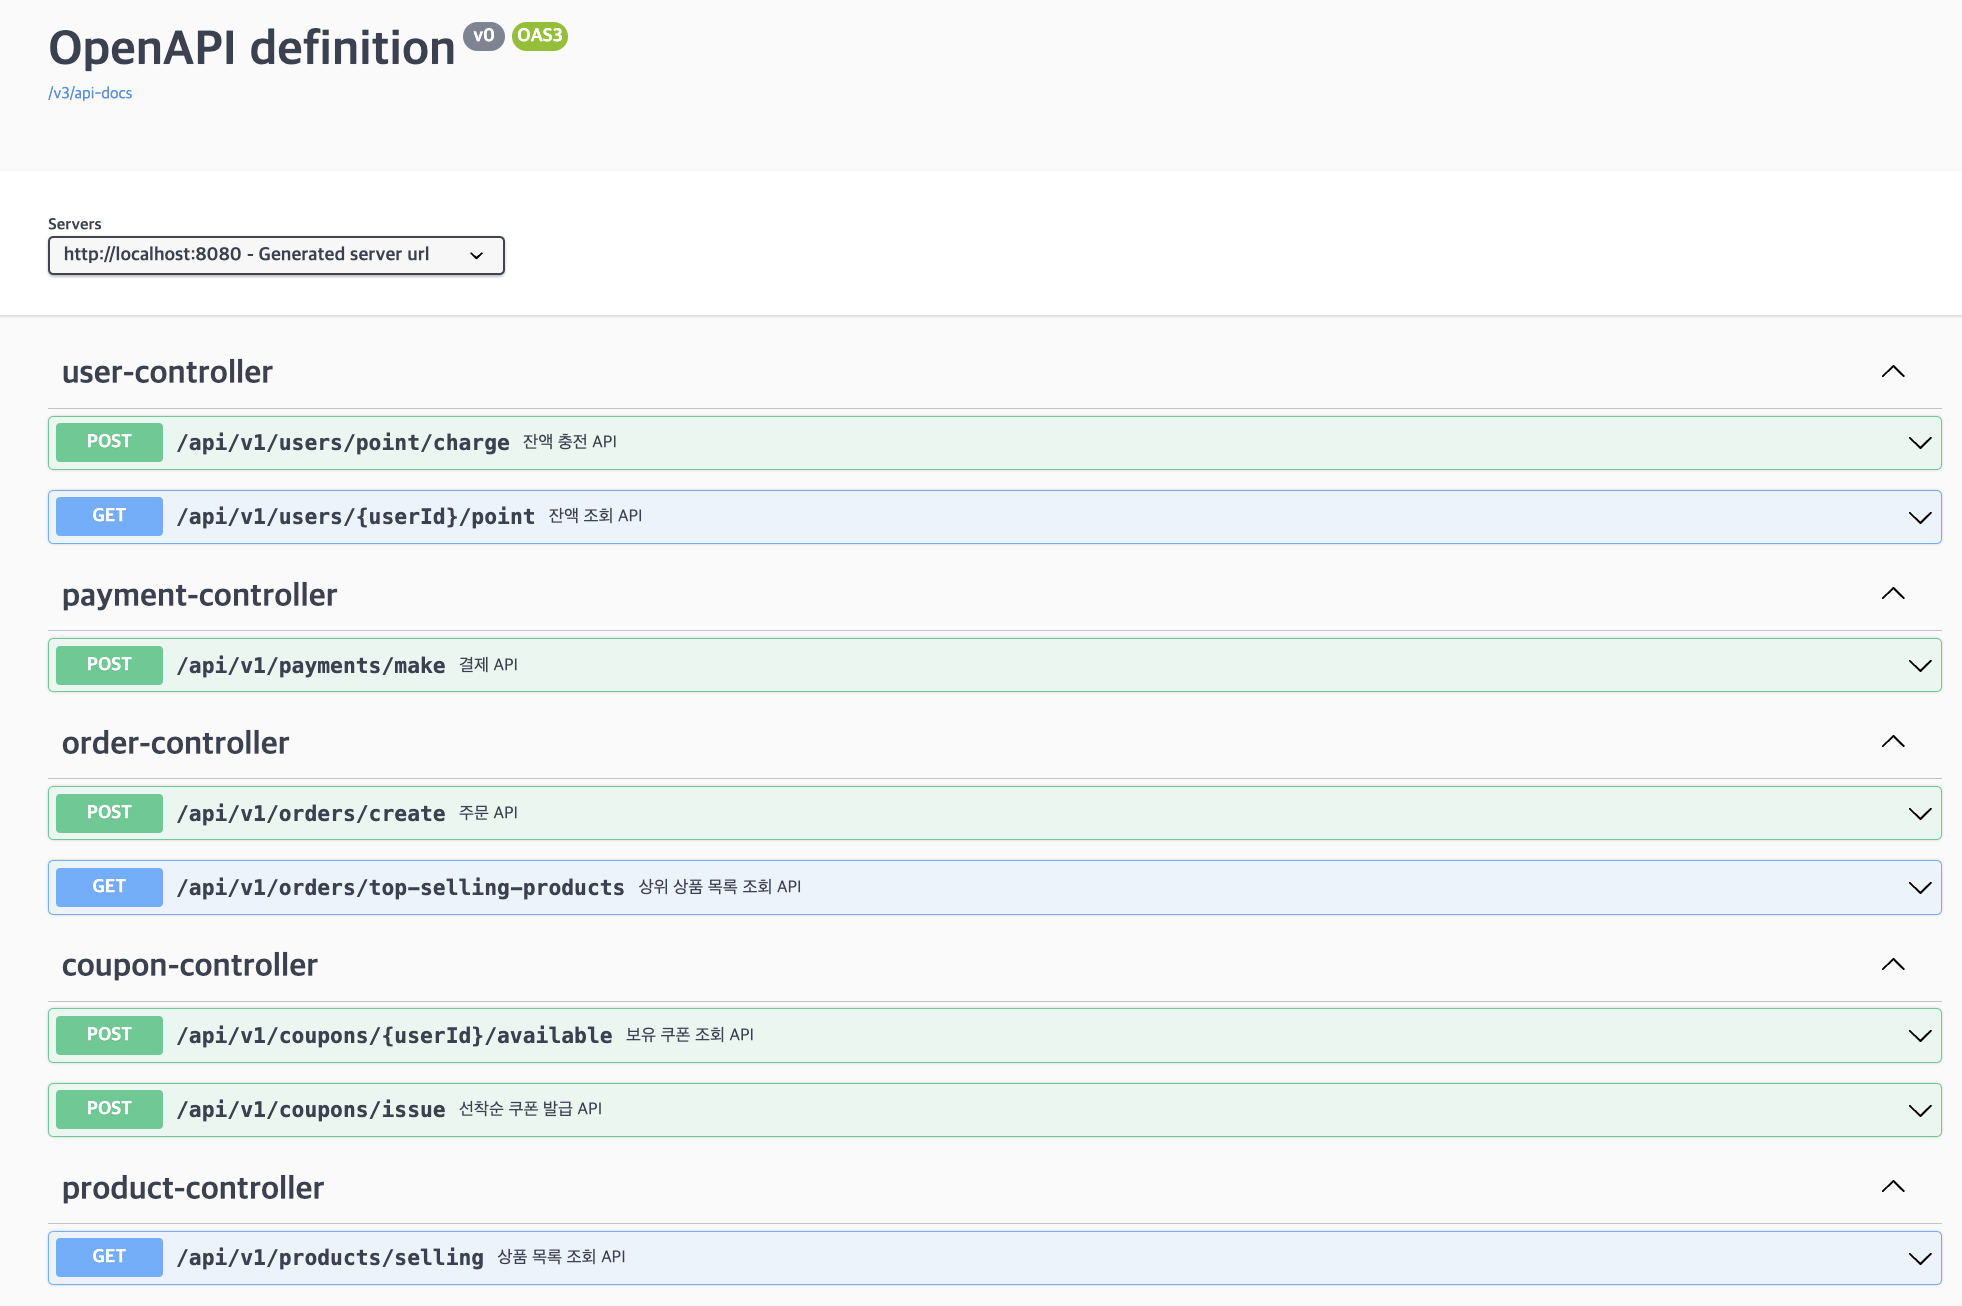 OpenAPI definition v0 OAS3
/v3/api-docs
Servers
http://localhost:8080 - Generated server url
user-controller
POST /api/v1/users/point/charge 잔액 충전 API
GET /api/v1/users/{userId}/point 잔액 조회 API
payment-controller
POST /api/v1/payments/make 결제 API
order-controller
POST /api/v1/orders/create 주문 API
GET /api/v1/orders/top-selling-products 상위 상품 목록 조회 API
coupon-controller
POST /api/v1/coupons/{userId}/available 보유 쿠폰 조회 API
POST /api/v1/coupons/issue 선착순 쿠폰 발급 API
product-controller
GET /api/v1/products/selling 상품 목록 조회 API